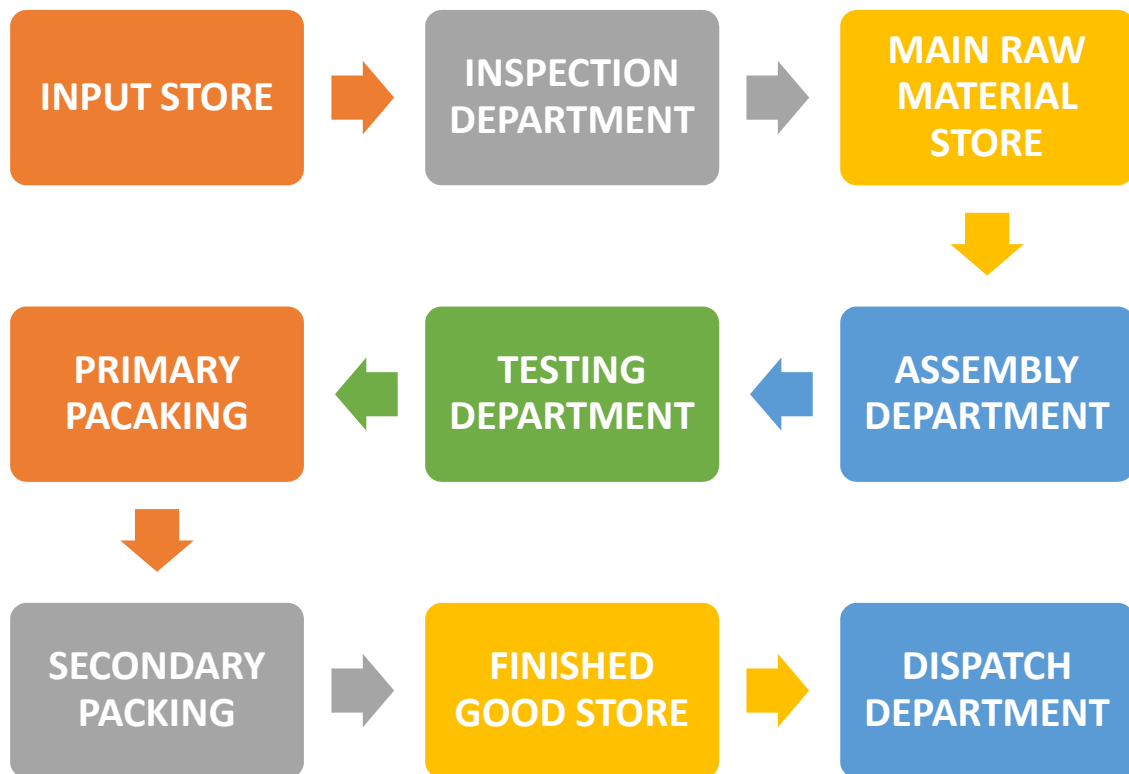 INPUT STORE
INSPECTION
DEPARTMENT
MAIN RAW
MATERIAL
STORE
PRIMARY
PACAKING
TESTING
DEPARTMENT
ASSEMBLY
DEPARTMENT
SECONDARY
PACKING
FINISHED
GOOD STORE
DISPATCH
DEPARTMENT